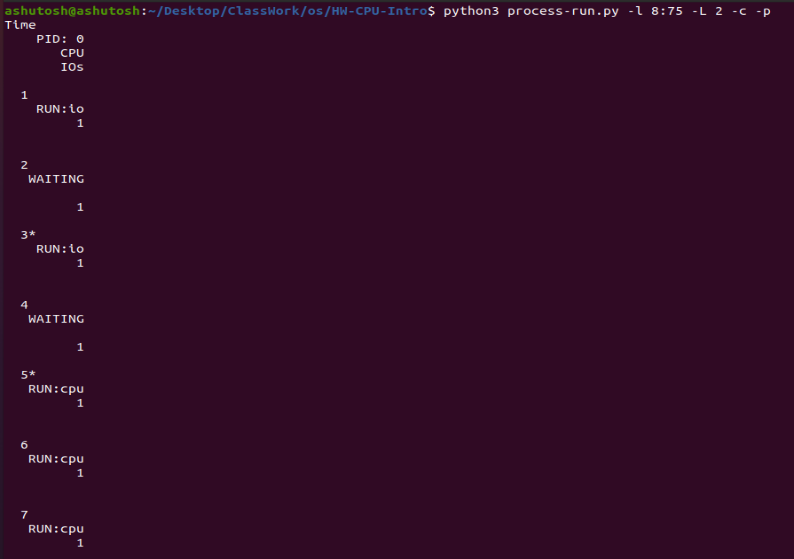 ashutosh@ashutosh:~/Desktop/ClassWork/os/HW-CPU-Intro$ python3 process-run.py -l 8:75 -L 2 -c -p
Time
PID: 0
CPU
IOs
1
RUN:io
1
2
WAITING
1
3*
RUN:io
1
4
WAITING
1
5*
RUN:cpu
1
6
RUN:cpu
1
7
RUN:cpu
1